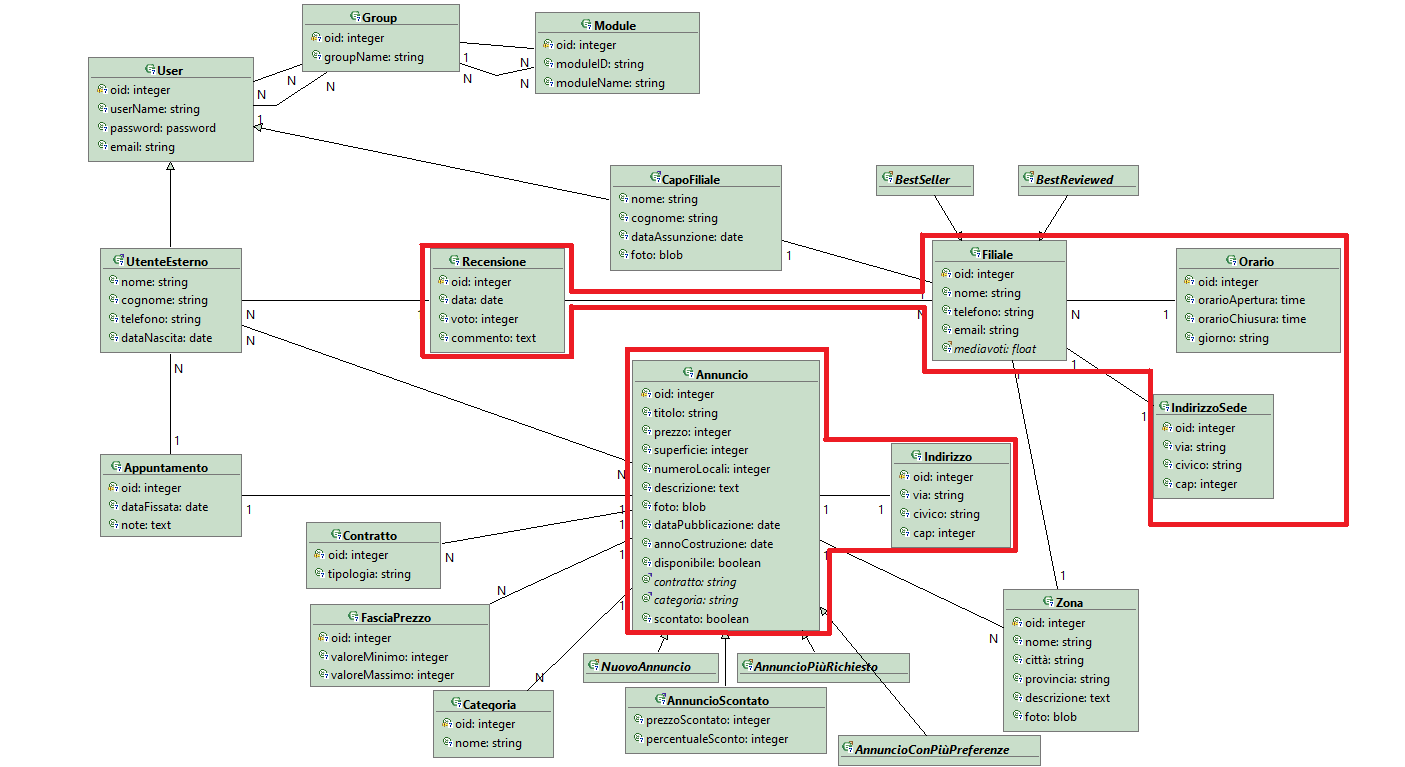 Group
oid: integer
groupName: string
Module
oid: integer
moduleID: string
moduleName: string
User
oid: integer
userName: string
password: password
email: string
N
N
N
1
N
N
N
1
CapoFiliale
nome: string
cognome: string
dataAssunzione: date
foto: blob
1
BestSeller
BestReviewed
UtenteEsterno
nome: string
cognome: string
telefono: string
dataNascita: date
N
N
N
1
Recensione
oid: integer
data: date
voto: integer
commento: text
Filiale
oid: integer
nome: string
telefono: string
email: string
mediavoti: float
N
1
1
1
1
Orario
oid: integer
orarioApertura: time
orarioChiusura: time
giorno: string
IndirizzoSede
oid: integer
via: string
civico: string
cap: integer
Annuncio
oid: integer
titolo: string
prezzo: integer
superficie: integer
numeroLocali: integer
descrizione: text
foto: blob
dataPubblicazione: date
annoCostruzione: date
disponibile: boolean
contratto: string
categoria: string
scontato: boolean
N
1
1
1
1
1
1
1
Indirizzo
oid: integer
via: string
civico: string
cap: integer
Appuntamento
oid: integer
dataFissata: date
note: text
1
Contratto
oid: integer
tipologia: string
N
FasciaPrezzo
oid: integer
valoreMinimo: integer
valoreMassimo: integer
N
Categoria
oid: integer
nome: string
N
NuovoAnnuncio
AnnuncioPiùRichiesto
AnnuncioScontato
prezzoScontato: integer
percentualeSconto: integer
AnnuncioConPiùPreferenze
Zona
oid: integer
nome: string
città: string
provincia: string
descrizione: text
foto: blob
1
N